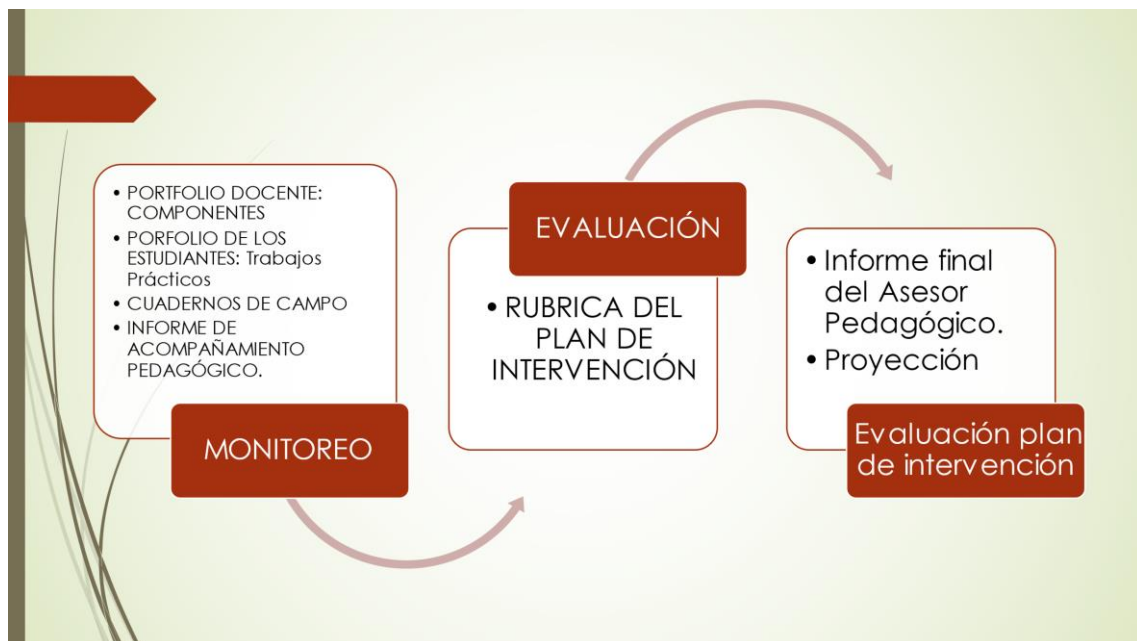 • PORTFOLIO DOCENTE:
COMPONENTES
• PORFOLIO DE LOS
ESTUDIANTES: Trabajos
Prácticos
• CUADERNOS DE CAMPO
• INFORME DE
ACOMPAÑAMIENTO
PEDAGÓGICO.
MONITOREO
EVALUACIÓN
• RUBRICA DEL
PLAN DE
INTERVENCIÓN
• Informe final
del Asesor
Pedagógico.
• Proyección
Evaluación plan
de intervención